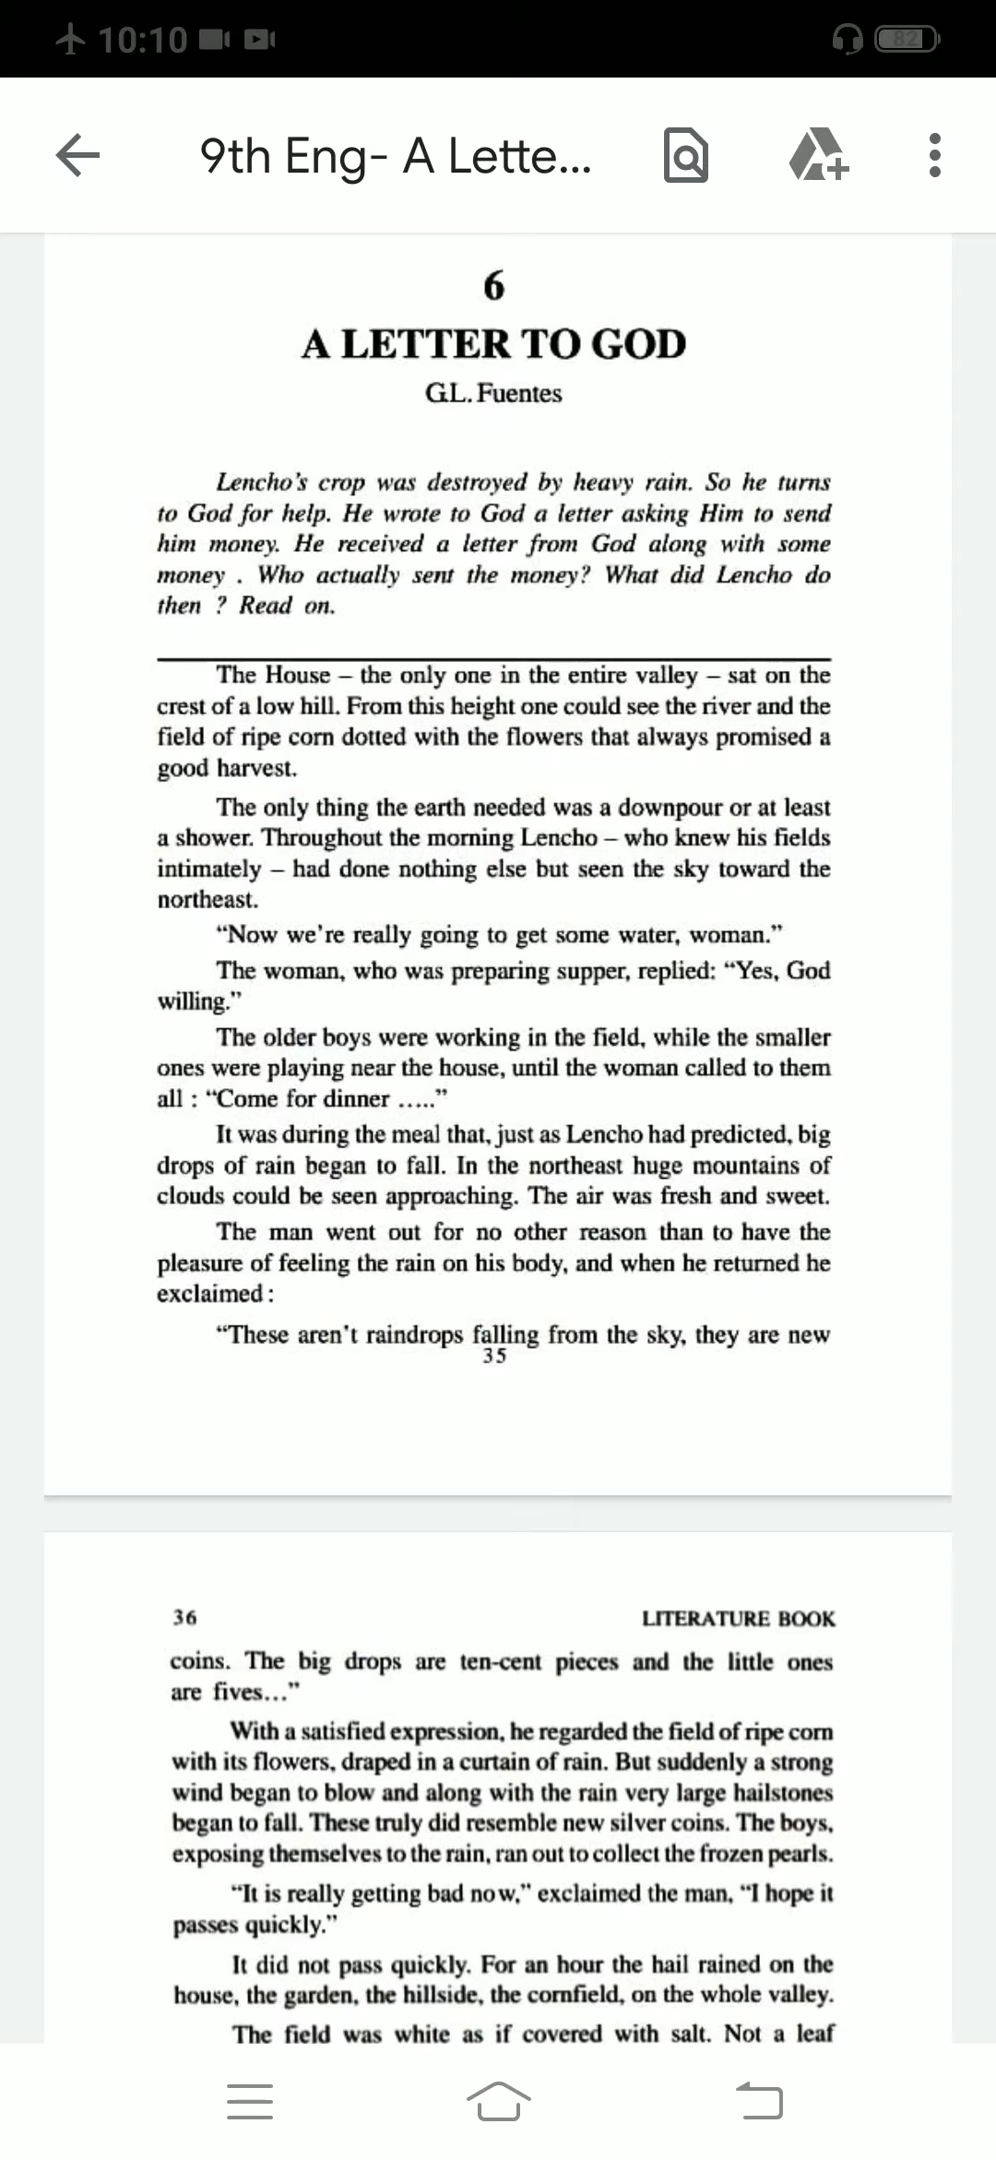 10:10
82
9th Eng- A Lette...
6
A LETTER TO GOD
G.L. Fuentes
Lencho's crop was destroyed by heavy rain. So he turns
to God for help. He wrote to God a letter asking Him to send
him money. He received a letter from God along with some
money . Who actually sent the money? What did Lencho do
then ? Read on.
The House – the only one in the entire valley – sat on the
crest of a low hill. From this height one could see the river and the
field of ripe corn dotted with the flowers that always promised a
good harvest.
The only thing the earth needed was a downpour or at least
a shower. Throughout the morning Lencho – who knew his fields
intimately – had done nothing else but seen the sky toward the
northeast.
“Now we're really going to get some water, woman.”
The woman, who was preparing supper, replied: “Yes, God
willing.”
The older boys were working in the field, while the smaller
ones were playing near the house, until the woman called to them
all : “Come for dinner .....”
It was during the meal that, just as Lencho had predicted, big
drops of rain began to fall. In the northeast huge mountains of
clouds could be seen approaching. The air was fresh and sweet.
The man went out for no other reason than to have the
pleasure of feeling the rain on his body, and when he returned he
exclaimed :
“These aren't raindrops falling from the sky, they are new
35
36 LITERATURE BOOK
coins. The big drops are ten-cent pieces and the little ones
are fives...”
With a satisfied expression, he regarded the field of ripe corn
with its flowers, draped in a curtain of rain. But suddenly a strong
wind began to blow and along with the rain very large hailstones
began to fall. These truly did resemble new silver coins. The boys,
exposing themselves to the rain, ran out to collect the frozen pearls.
“It is really getting bad now,” exclaimed the man, “I hope it
passes quickly.”
It did not pass quickly. For an hour the hail rained on the
house, the garden, the hillside, the cornfield, on the whole valley.
The field was white as if covered with salt. Not a leaf